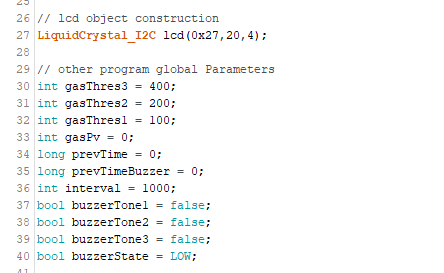 25
26 // lcd object construction
27 LiquidCrystal_I2C lcd(0x27,20,4);
28
29 // other program global Parameters
30 int gasThres3 = 400;
31 int gasThres2 = 200;
32 int gasThres1 = 100;
33 int gasPv = 0;
34 long prevTime = 0;
35 long prevTimeBuzzer = 0;
36 int interval = 1000;
37 bool buzzerTone1 = false;
38 bool buzzerTone2 = false;
39 bool buzzerTone3 = false;
40 bool buzzerState = LOW;
41